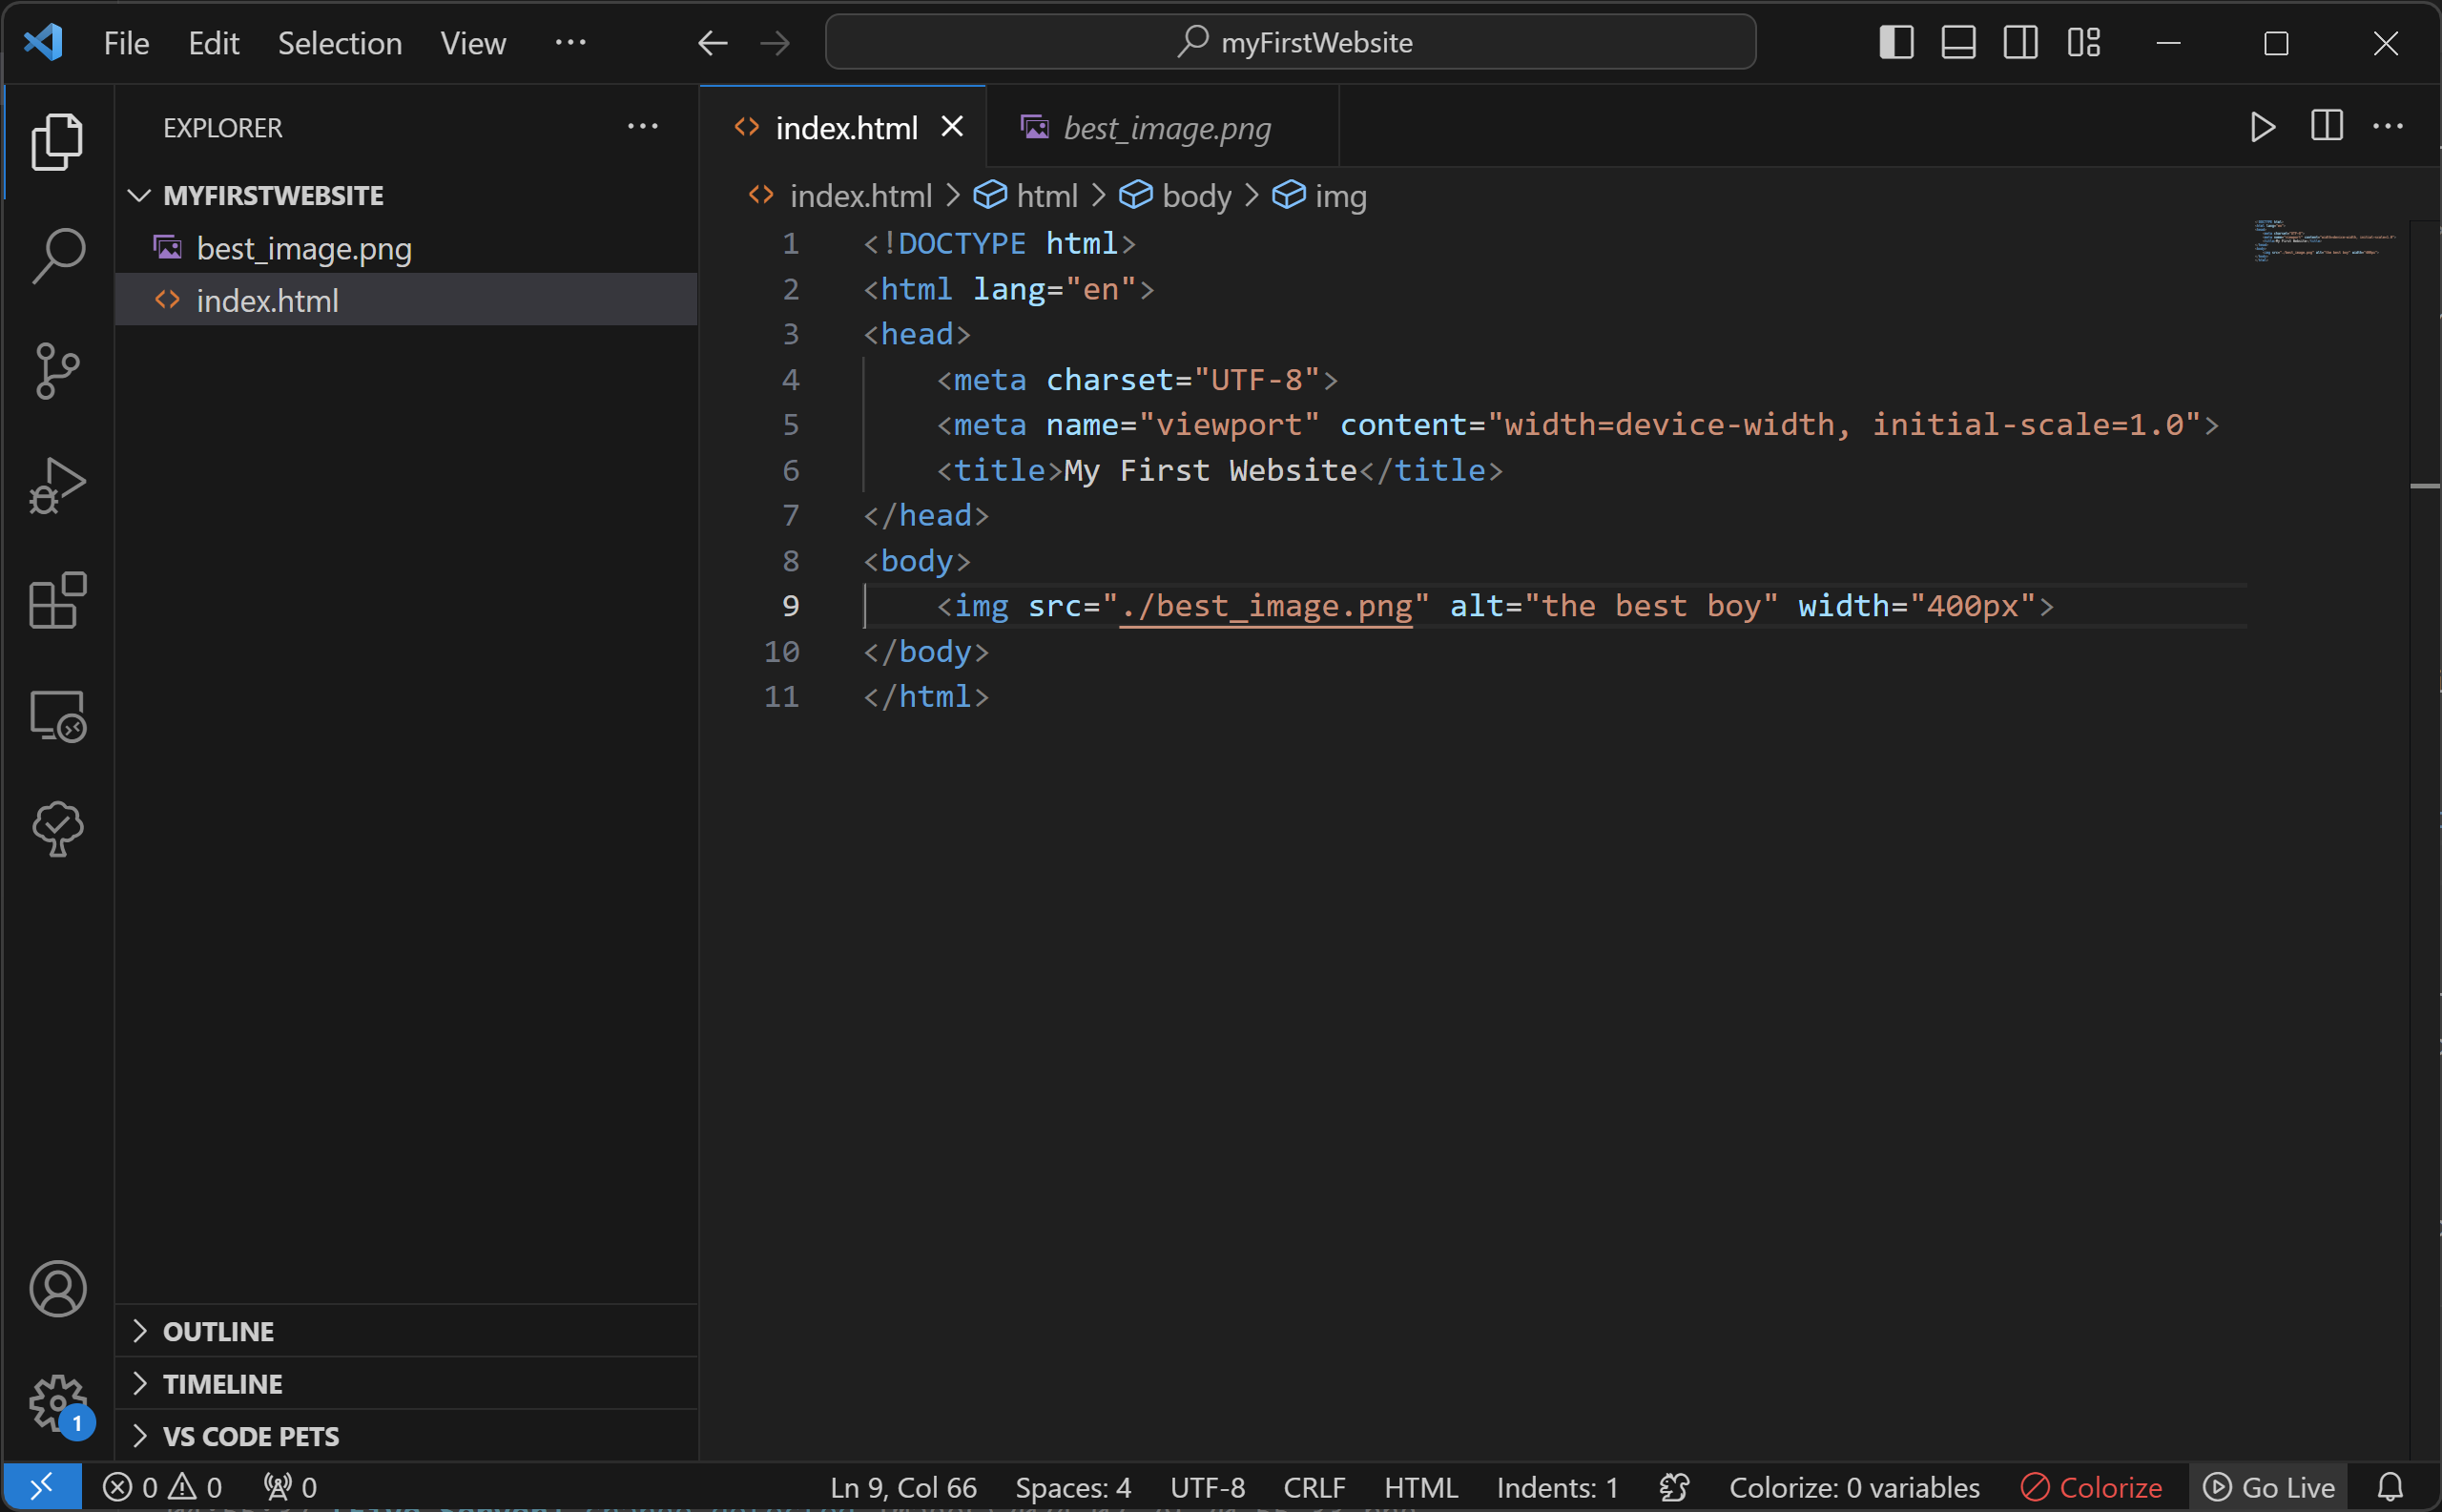 File Edit Selection View ··· myFirstWebsite
EXPLORER ···
MYFIRSTWEBSITE
best_image.png
index.html
index.html best_image.png
index.html > html > body > img
1 <!DOCTYPE html>
2 <html lang="en">
3 <head>
4 <meta charset="UTF-8">
5 <meta name="viewport" content="width=device-width, initial-scale=1.0">
6 <title>My First Website</title>
7 </head>
8 <body>
9 <img src="./best_image.png" alt="the best boy" width="400px">
10 </body>
11 </html>
OUTLINE
TIMELINE
1
VS CODE PETS
0 0 0 Ln 9, Col 66 Spaces: 4 UTF-8 CRLF HTML Indents: 1 Colorize: 0 variables Colorize Go Live